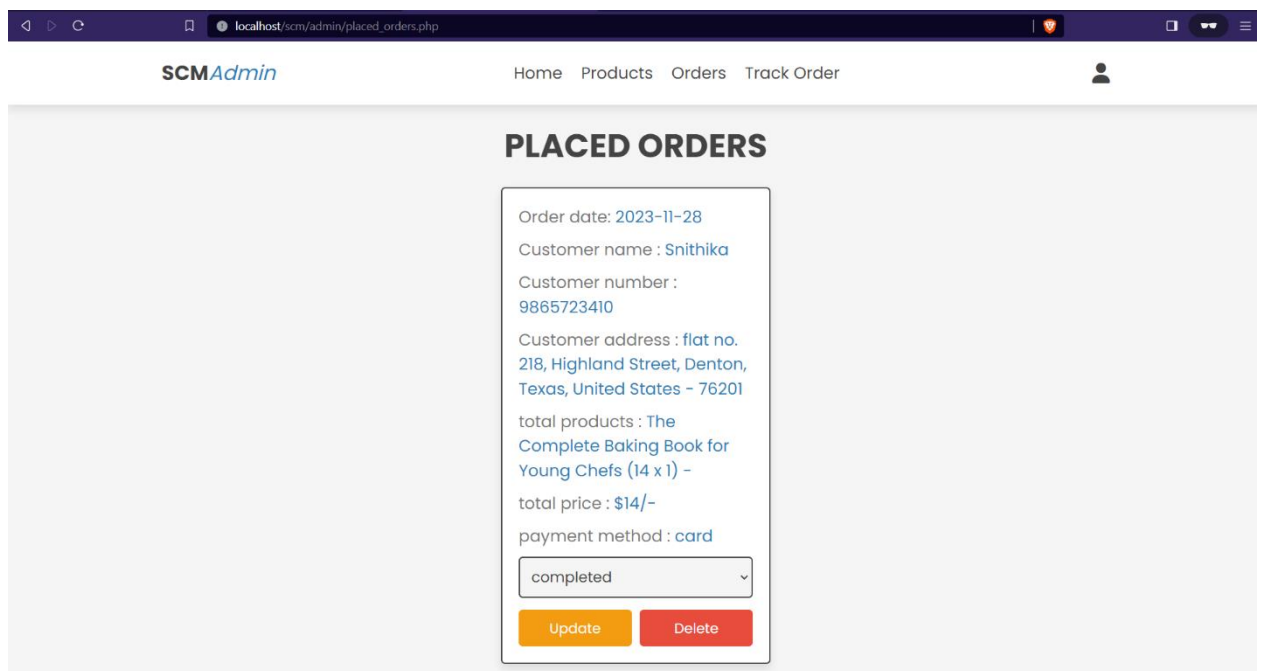 localhost/scm/admin/placed_orders.php
SCMAdmin
Home Products Orders Track Order
PLACED ORDERS
Order date: 2023-11-28
Customer name : Snithika
Customer number :
9865723410
Customer address : flat no.
218, Highland Street, Denton,
Texas, United States - 76201
total products : The
Complete Baking Book for
Young Chefs (14 x 1) -
total price : $14/-
payment method : card
completed
Update Delete